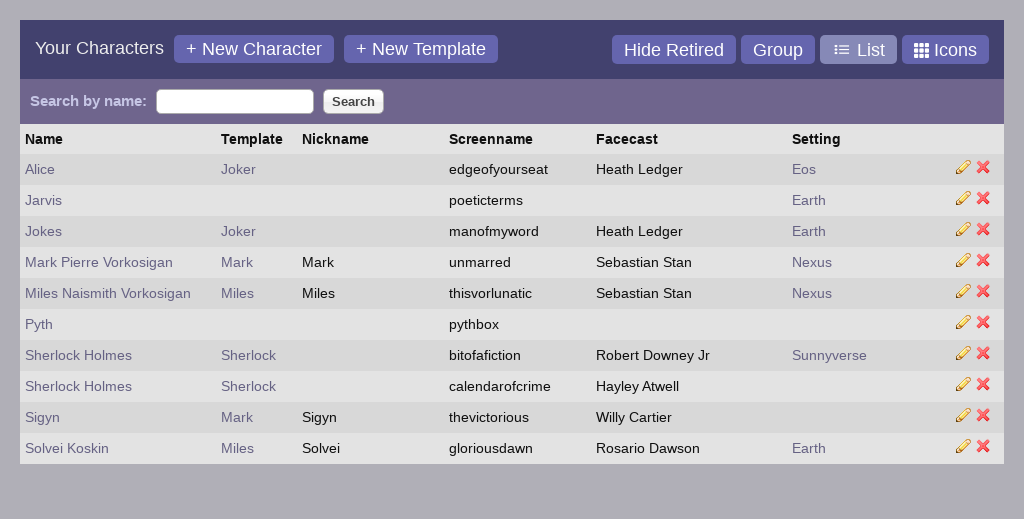 Your Characters + New Character + New Template Hide Retired Group List Icons
Search by name: Search
Name Template Nickname Screenname Facecast Setting
Alice Joker edgeofyourseat Heath Ledger Eos
Jarvis poeticterms Earth
Jokes Joker manofmyword Heath Ledger Earth
Mark Pierre Vorkosigan Mark Mark unmarred Sebastian Stan Nexus
Miles Naismith Vorkosigan Miles Miles thisvorlunatic Sebastian Stan Nexus
Pyth pythbox
Sherlock Holmes Sherlock bitofafiction Robert Downey Jr Sunnyverse
Sherlock Holmes Sherlock calendarofcrime Hayley Atwell
Sigyn Mark Sigyn thevictorious Willy Cartier
Solvei Koskin Miles Solvei gloriousdawn Rosario Dawson Earth